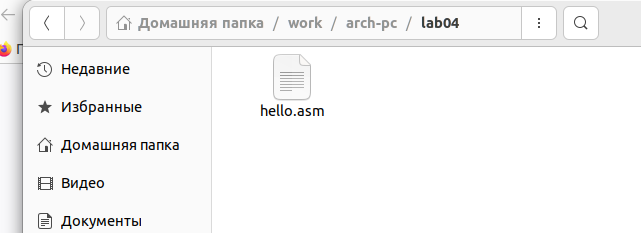 Домашняя папка / work / arch-pc / lab04
Недавние
hello.asm
Избранные
Домашняя папка
Видео
Документы